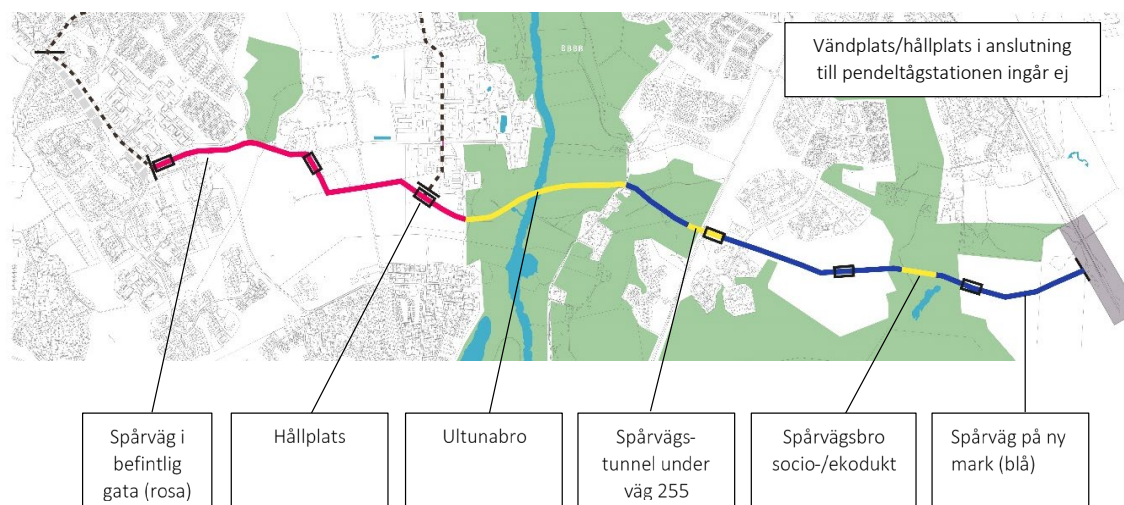 Vändplats/hållplats i anslutning
till pendeltågstationen ingår ej
Spårväg i
befintlig
gata (rosa)
Hållplats
Ultunabro
Spårvägs-
tunnel under
väg 255
Spårvägsbro
socio-/ekodukt
Spårväg på ny
mark (blå)